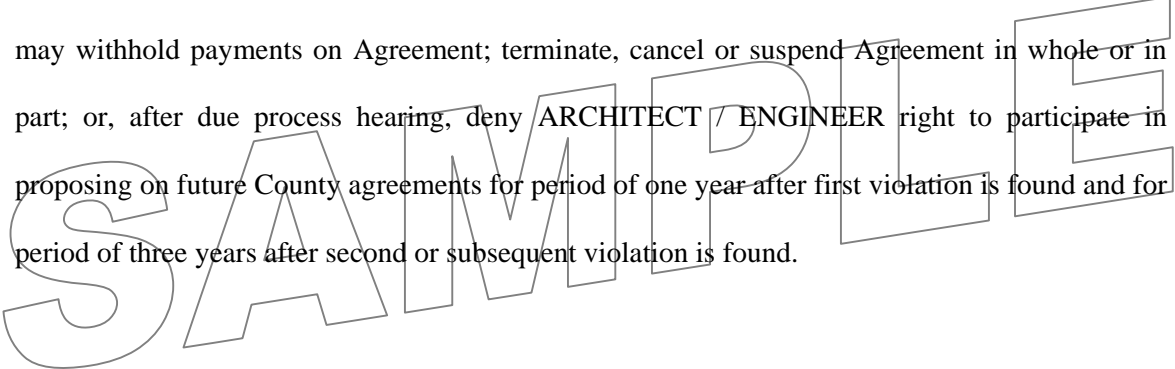 may withhold payments on Agreement; terminate, cancel or suspend Agreement in whole or in
part; or, after due process hearing, deny ARCHITECT / ENGINEER right to participate in
proposing on future County agreements for period of one year after first violation is found and for
period of three years after second or subsequent violation is found.
SAMPLE